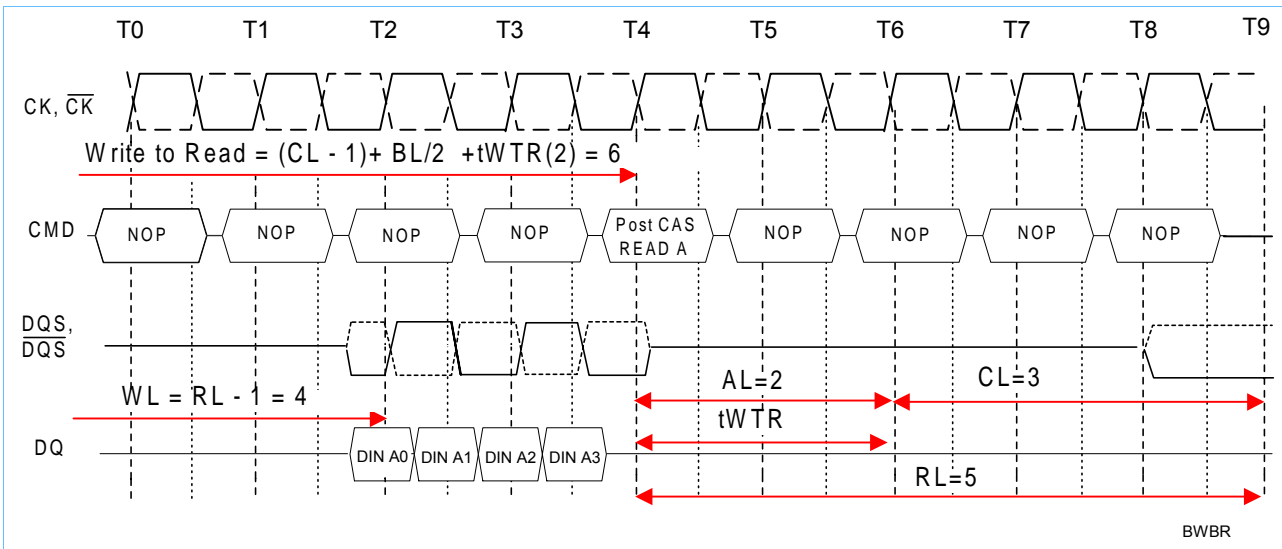 T0 T1 T2 T3 T4 T5 T6 T7 T8 T9
CK, CK
Write to Read = (CL - 1)+ BL/2 +tWTR(2) = 6
CMD NOP NOP NOP NOP Post CAS READ A NOP NOP NOP NOP
DQS,
DQS
AL=2 CL=3
WL = RL - 1 = 4
tWTR
DQ DIN A0 DIN A1 DIN A2 DIN A3
RL=5
BWBR